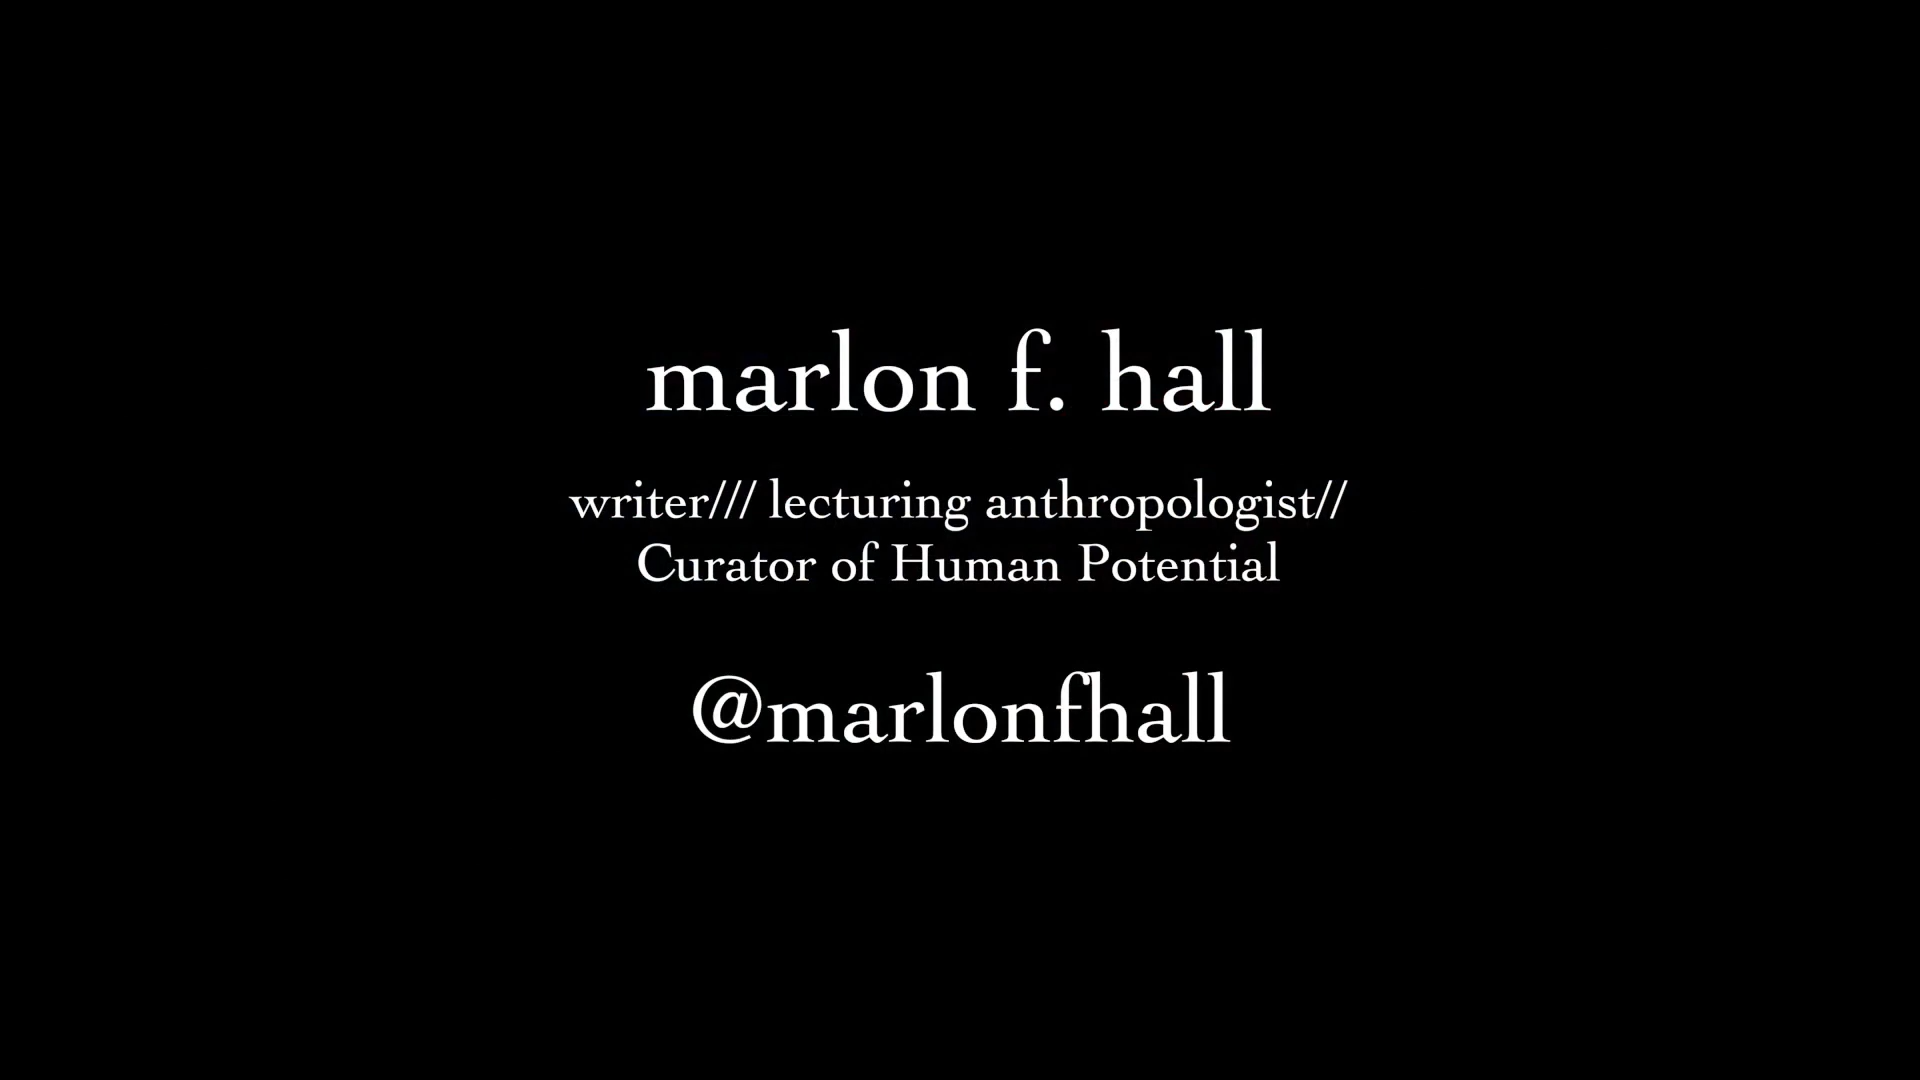 marlon f. hall
writer/// lecturing anthropologist//
Curator of Human Potential
@marlonfhall